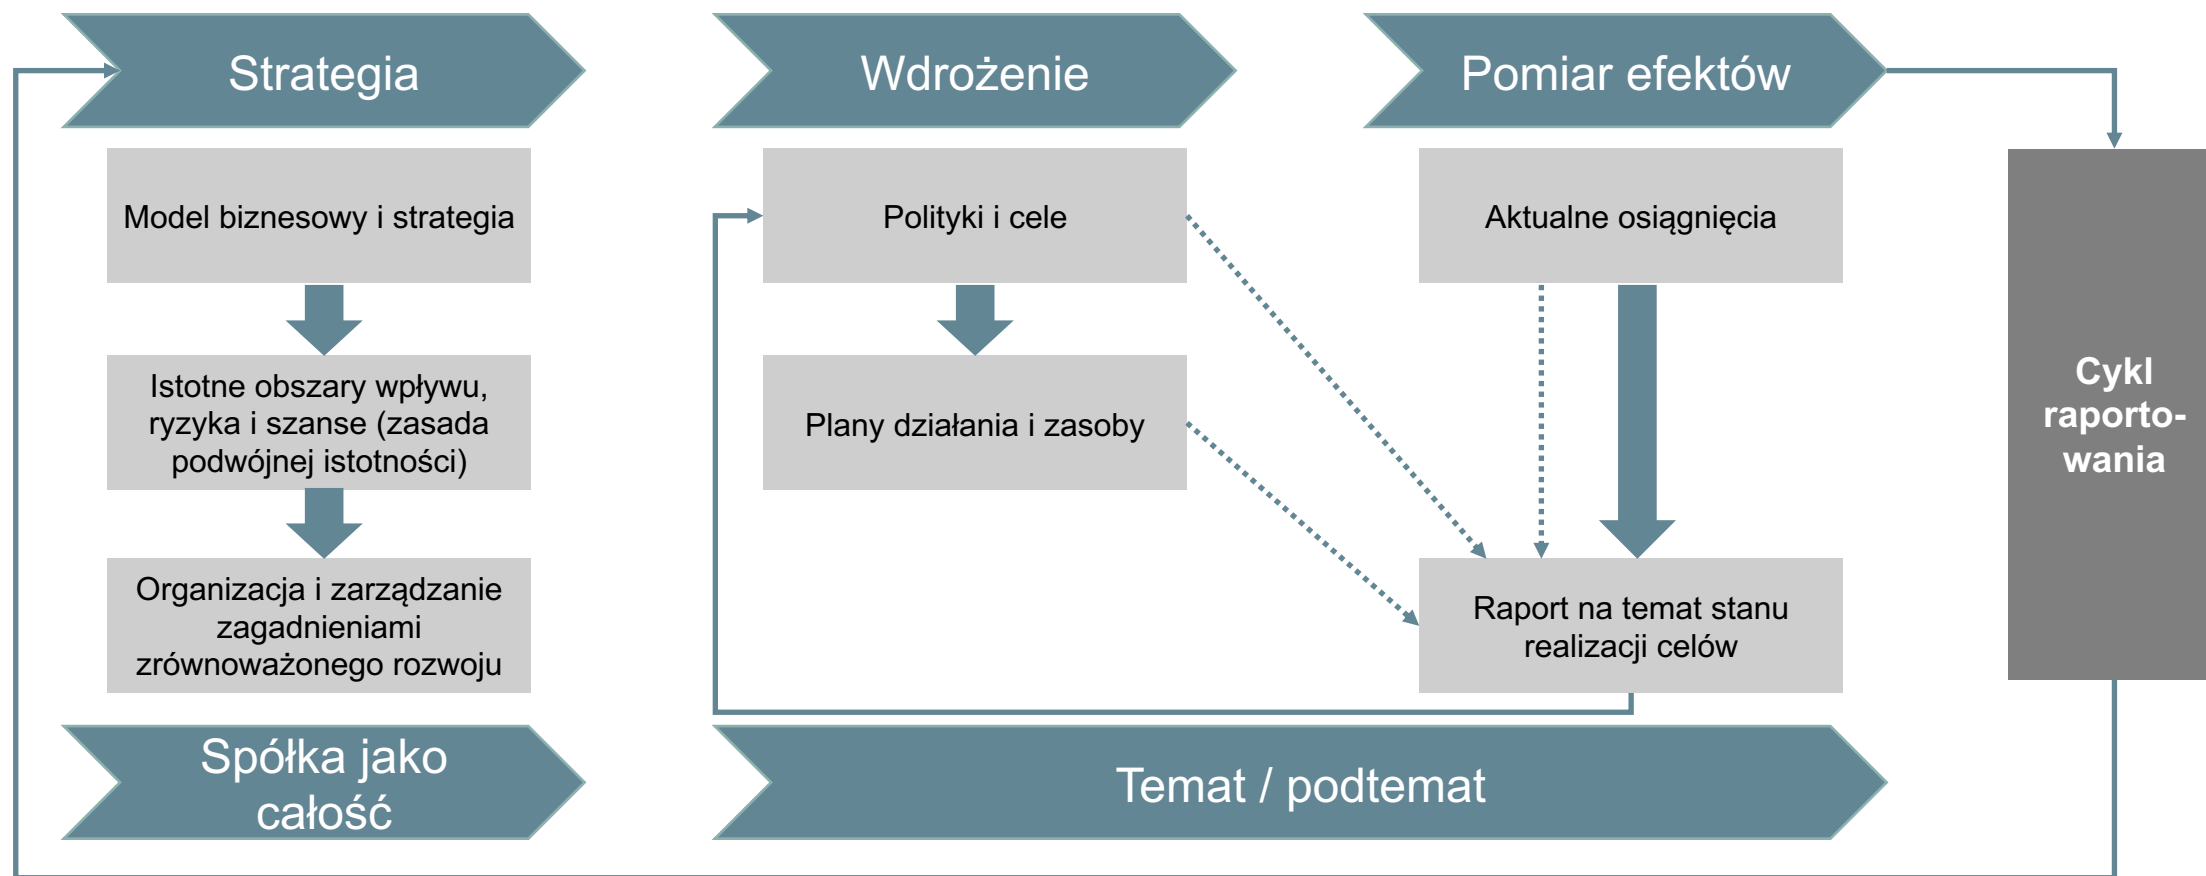 Strategia
Wdrożenie
Pomiar efektów
Model biznesowy i strategia
Polityki i cele
Aktualne osiągnięcia
Istotne obszary wpływu,
ryzyka i szanse (zasada
podwójnej istotności)
Plany działania i zasoby
Cykl
raporto-
wania
Organizacja i zarządzanie
zagadnieniami
zrównoważonego rozwoju
Raport na temat stanu
realizacji celów
Spółka jako
całość
Temat / podtemat